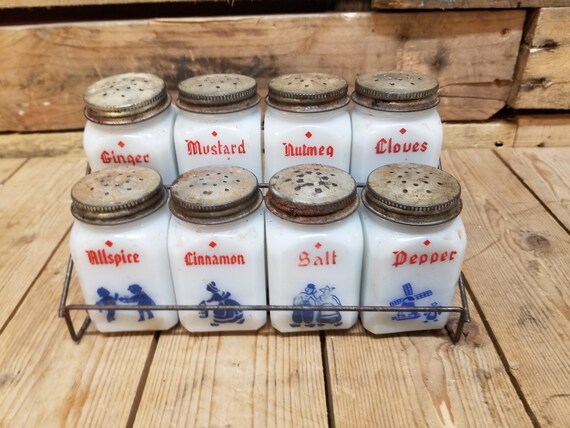 Ginger
Mustard
Nutmeg
Cloves
Allspice
Cinnamon
Salt
Pepper